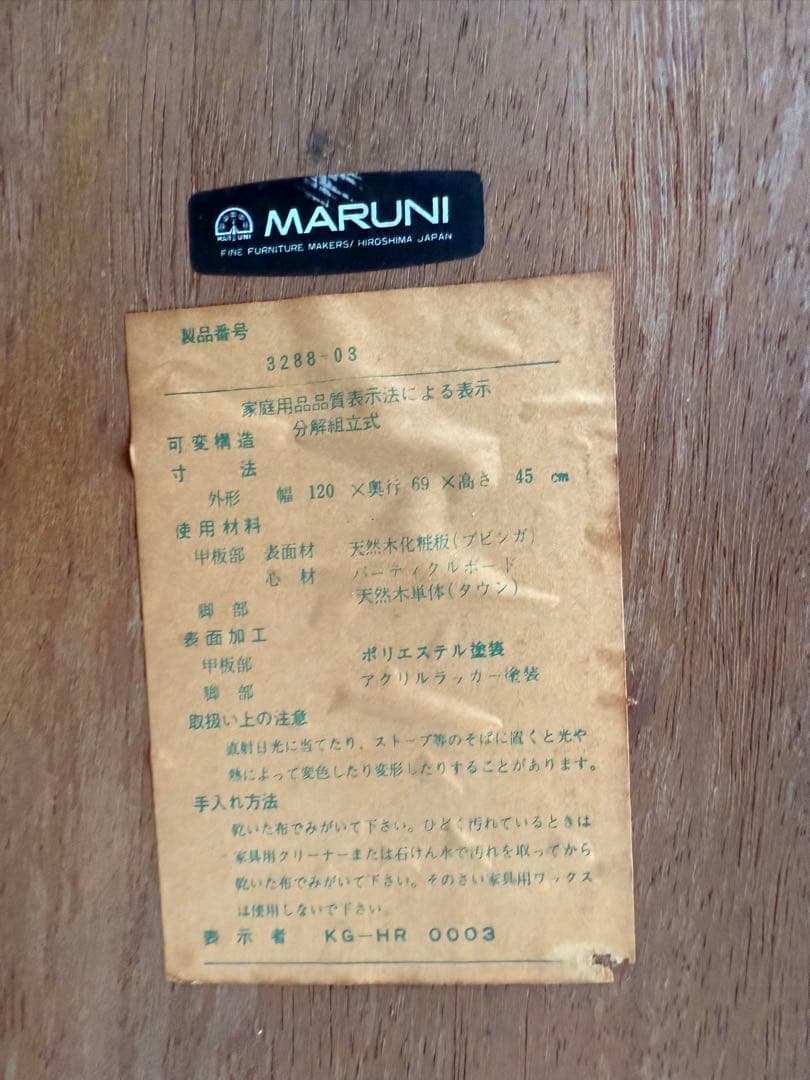 MARUNI
MARUNI
FINE FURNITURE MAKERS/ HIROSHIMA JAPAN
製品番号
3288-03
家庭用品品質表示法による表示
可変構造 分解組立式
寸 法
外形 幅 120 ×奥行 69 ×高さ 45 cm
使用材料
甲板部 表面材 天然木化粧板(ブビンガ)
心材 パーティクルボード
脚部 天然木単体(タウン)
表面加工
甲板部 ポリエステル塗装
脚部 アクリルラッカー塗装
取扱い上の注意
直射日光に当てたり、ストーブ等のそばに置くと光や
熱によって変色したり変形したりすることがあります。
手入れ方法
乾いた布でみがいて下さい。ひどく汚れているときは
家具用クリーナーまたは石けん水で汚れを取ってから
乾いた布でみがいて下さい。そのさい家具用ワックス
は使用しないで下さい。
表示者 KG-HR 0003